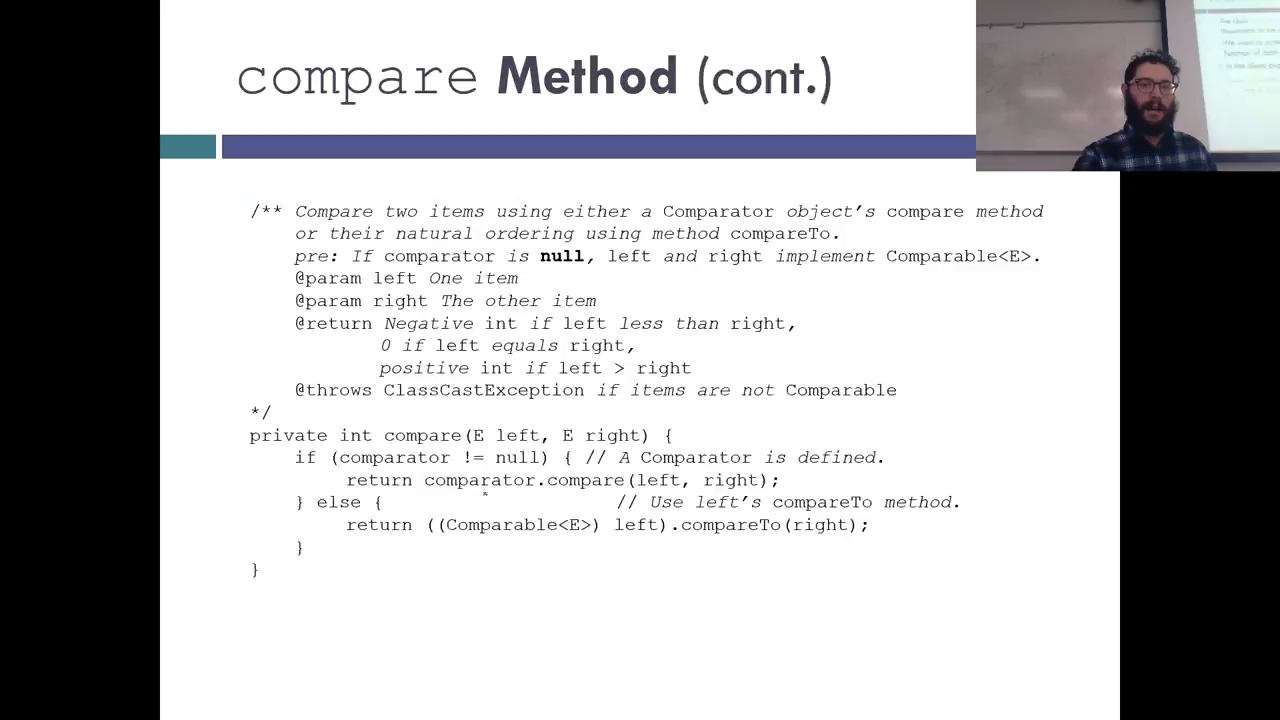 compare Method (cont.)
/** Compare two items using either a Comparator object's compare method
or their natural ordering using method compareTo.
pre: If comparator is null, left and right implement Comparable<E>.
@param left One item
@param right The other item
@return Negative int if left less than right,
0 if left equals right,
positive int if left > right
@throws ClassCastException if items are not Comparable
*/
private int compare(E left, E right) {
if (comparator != null) { // A Comparator is defined.
return comparator.compare(left, right);
} else { // Use left's compareTo method.
return ((Comparable<E>) left).compareTo(right);
}
}